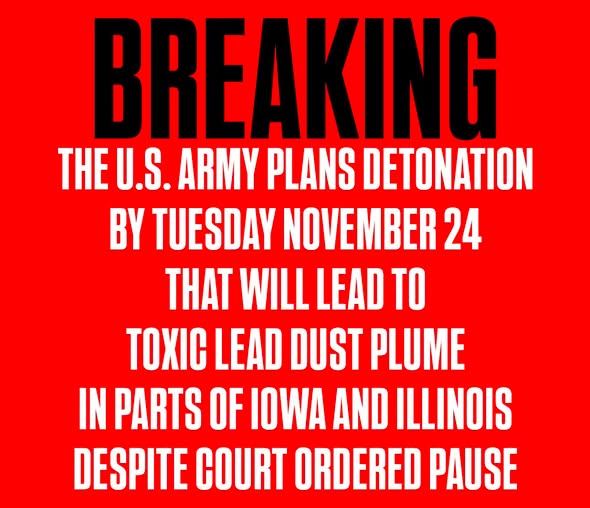 BREAKING
THE U.S. ARMY PLANS DETONATION
BY TUESDAY NOVEMBER 24
THAT WILL LEAD TO
TOXIC LEAD DUST PLUME
IN PARTS OF IOWA AND ILLINOIS
DESPITE COURT ORDERED PAUSE